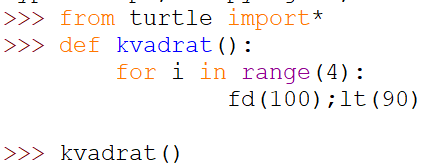 >>> from turtle import*
>>> def kvadrat():
        for i in range(4):
                fd(100);lt(90)
>>> kvadrat()